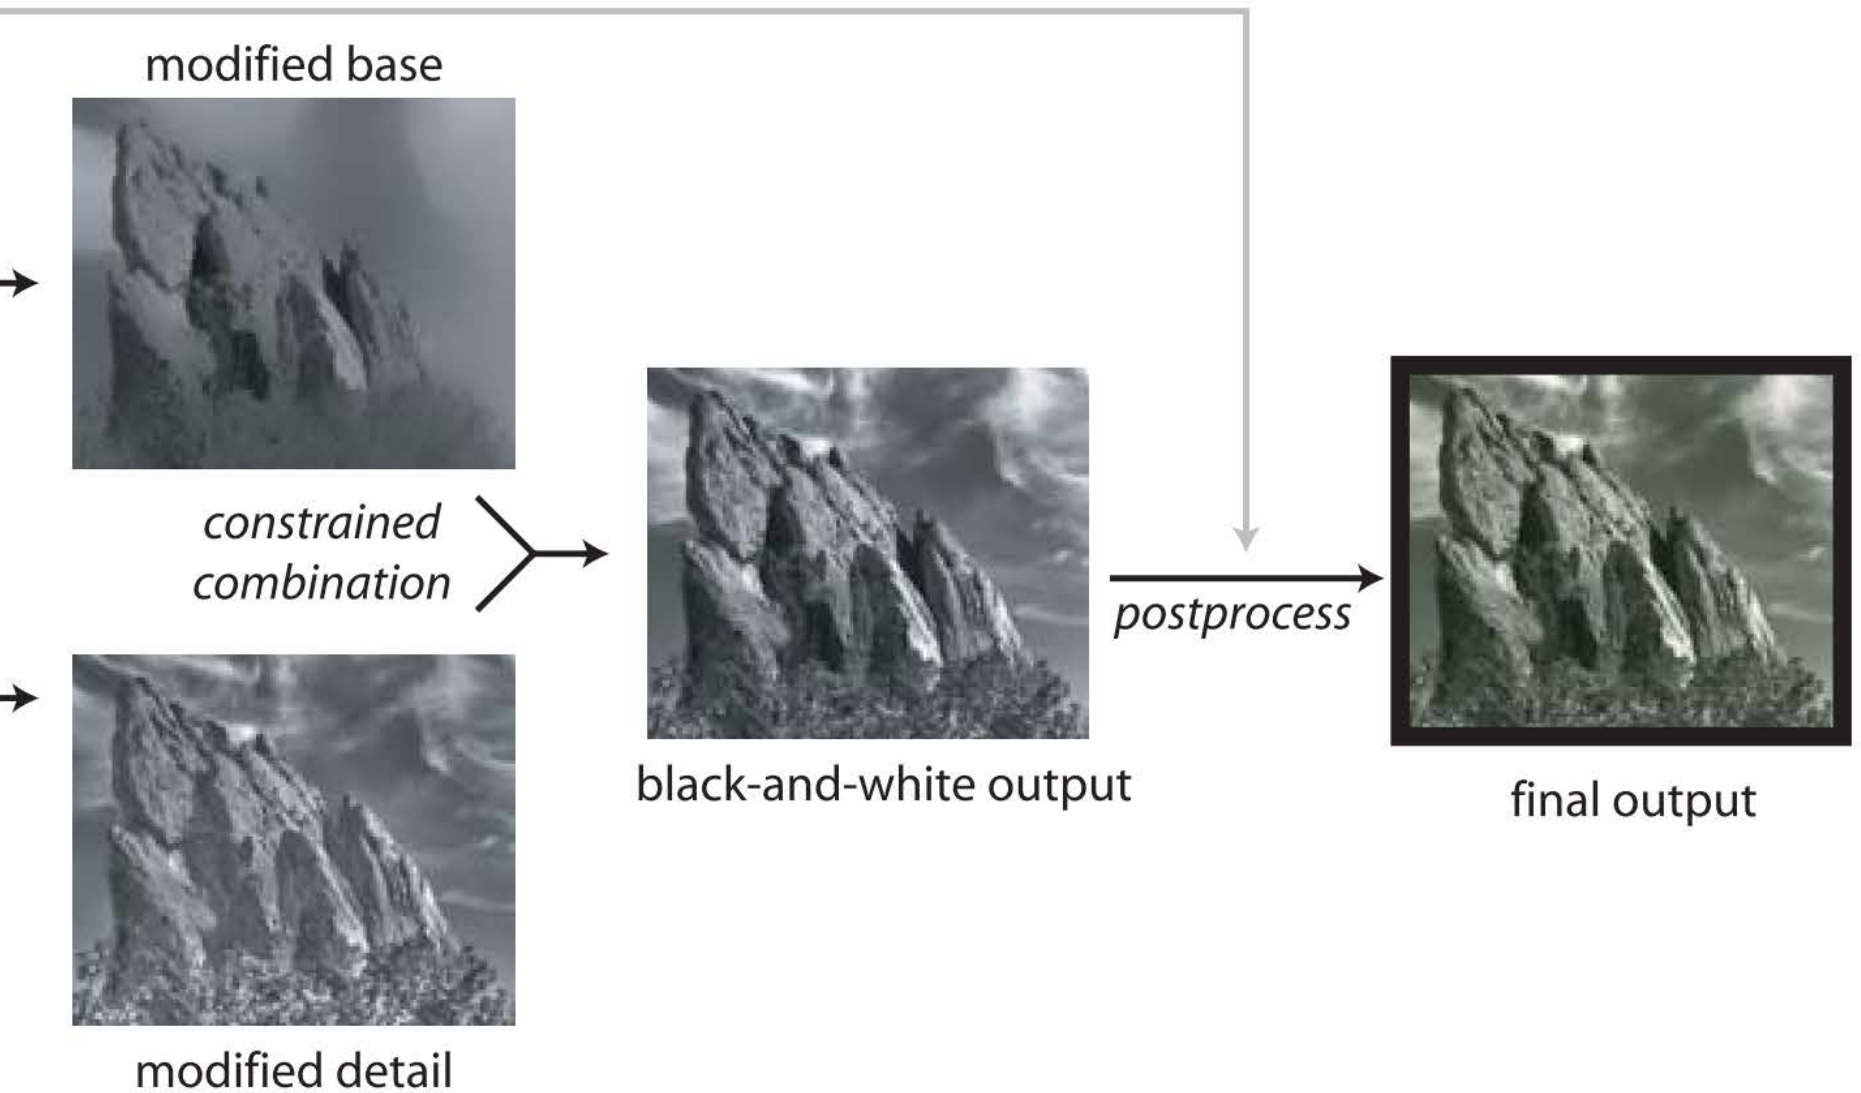 modified base
constrained
combination
modified detail
black-and-white output
postprocess
final output